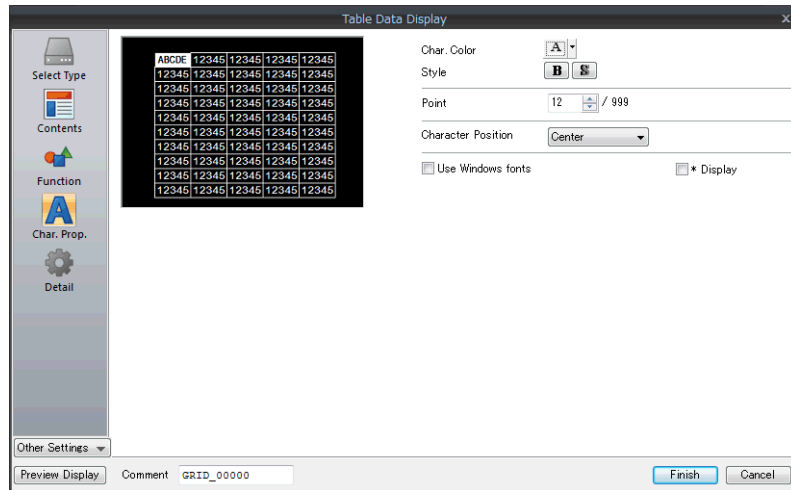 Table Data Display x
Select Type
Contents
Function
A
Char. Prop.
Detail
Other Settings
ABCDE 12345 12345 12345 12345
12345 12345 12345 12345 12345
12345 12345 12345 12345 12345
12345 12345 12345 12345 12345
12345 12345 12345 12345 12345
12345 12345 12345 12345 12345
12345 12345 12345 12345 12345
12345 12345 12345 12345 12345
12345 12345 12345 12345 12345
12345 12345 12345 12345 12345
Char. Color A
Style B S
Point 12 / 999
Character Position Center
Use Windows fonts * Display
Preview Display Comment GRID_00000 Finish Cancel